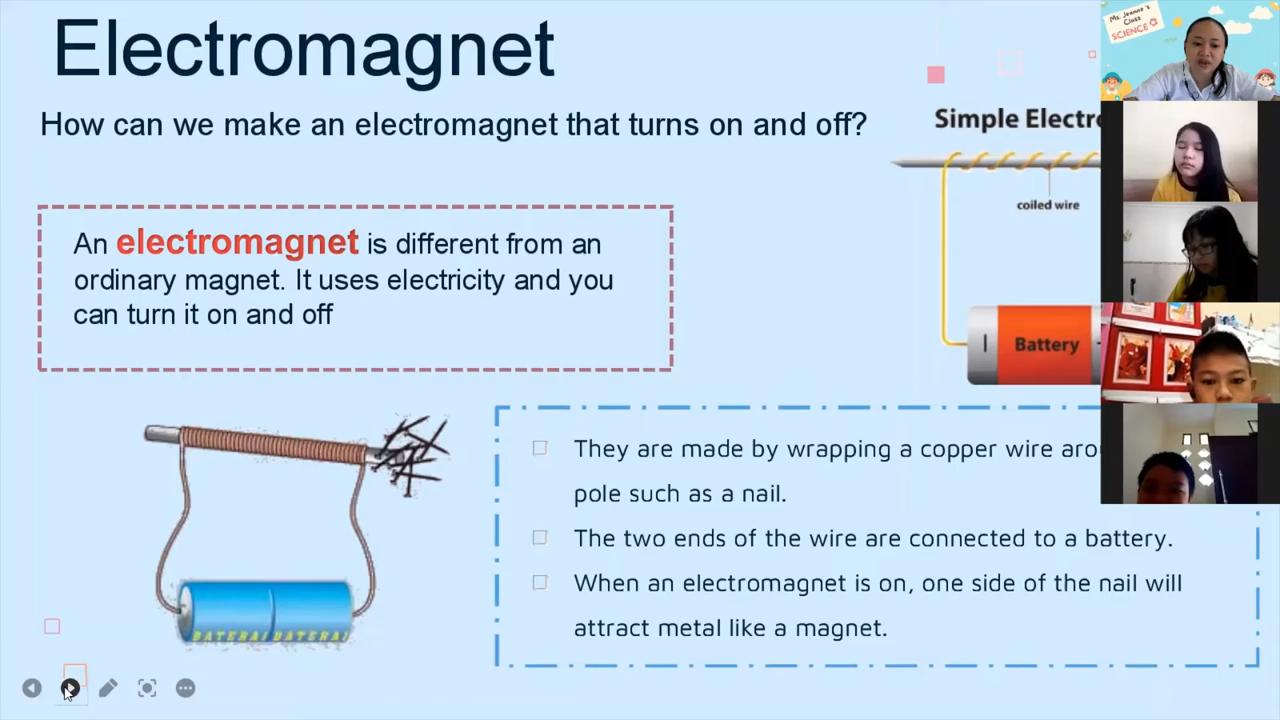 Electromagnet
How can we make an electromagnet that turns on and off?
An electromagnet is different from an
ordinary magnet. It uses electricity and you
can turn it on and off
Simple Electr
coiled wire
Battery
BATERAI BATERAI
They are made by wrapping a copper wire aro
pole such as a nail.
The two ends of the wire are connected to a battery.
When an electromagnet is on, one side of the nail will
attract metal like a magnet.
Ms. Jeanne's
Class
SCIENCE